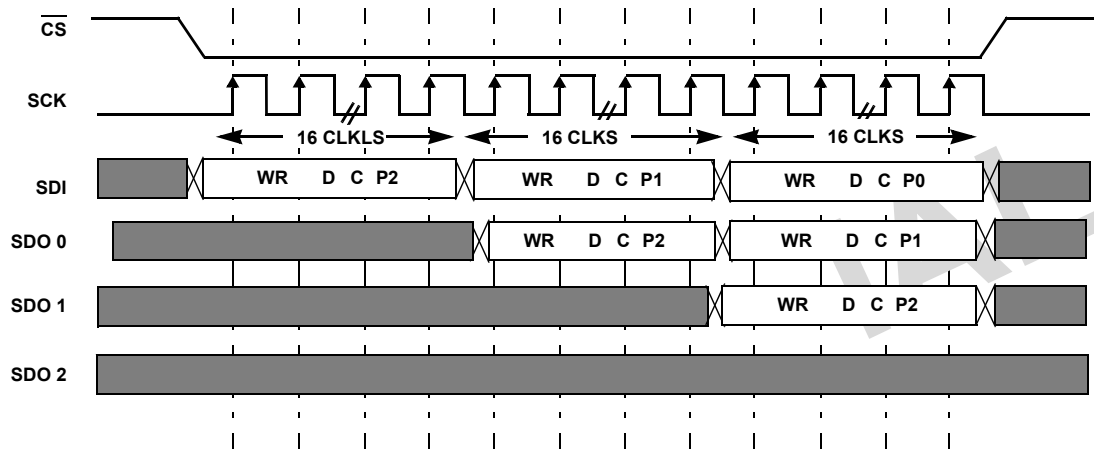 CS
SCK
16 CLKLS 16 CLKS 16 CLKS
SDI WR D C P2 WR D C P1 WR D C P0
SDO 0 WR D C P2 WR D C P1
SDO 1 WR D C P2
SDO 2